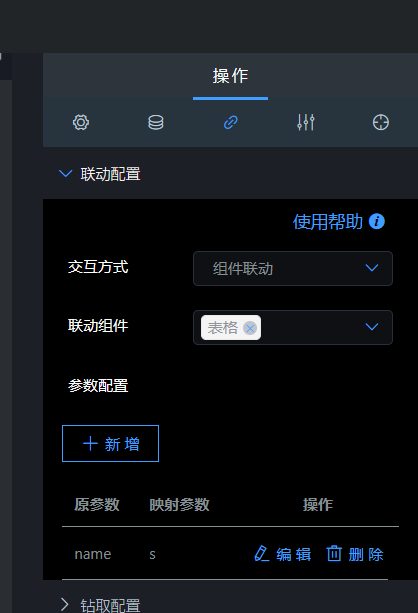 操作
联动配置
使用帮助
交互方式 组件联动
联动组件 表格
参数配置
新增
原参数 映射参数 操作
name s 编辑 删除
钻取配置